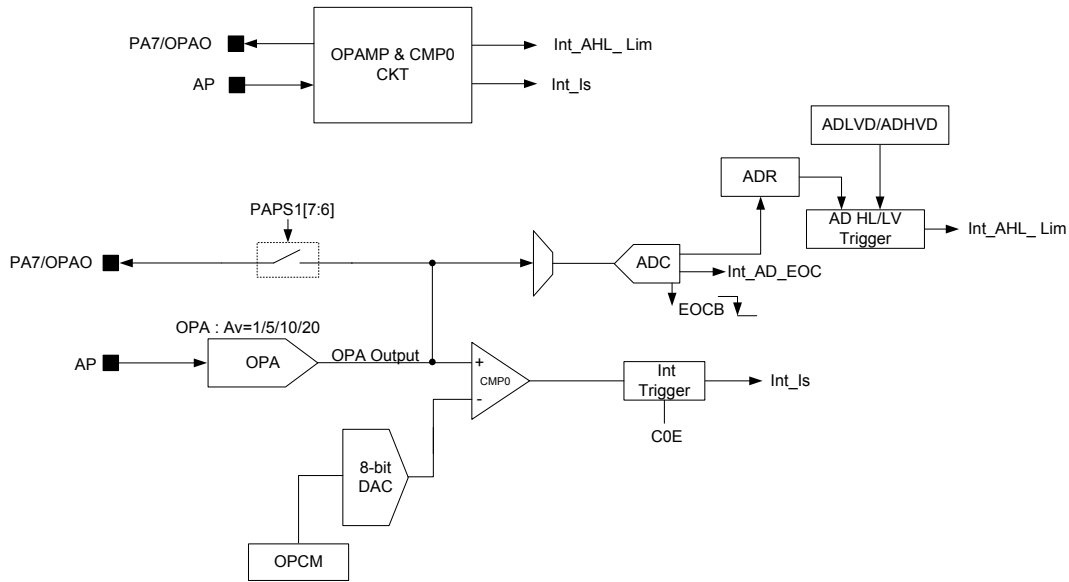 PA7/OPAO
AP
OPAMP & CMP0
CKT
Int_AHL_ Lim
Int_Is
ADLVD/ADHVD
ADR
AD HL/LV
Trigger
Int_AHL_ Lim
PAPS1[7:6]
PA7/OPAO
ADC
Int_AD_EOC
EOCB
OPA : Av=1/5/10/20
AP
OPA
OPA Output
+
CMP0
-
Int
Trigger
Int_Is
C0E
8-bit
DAC
OPCM